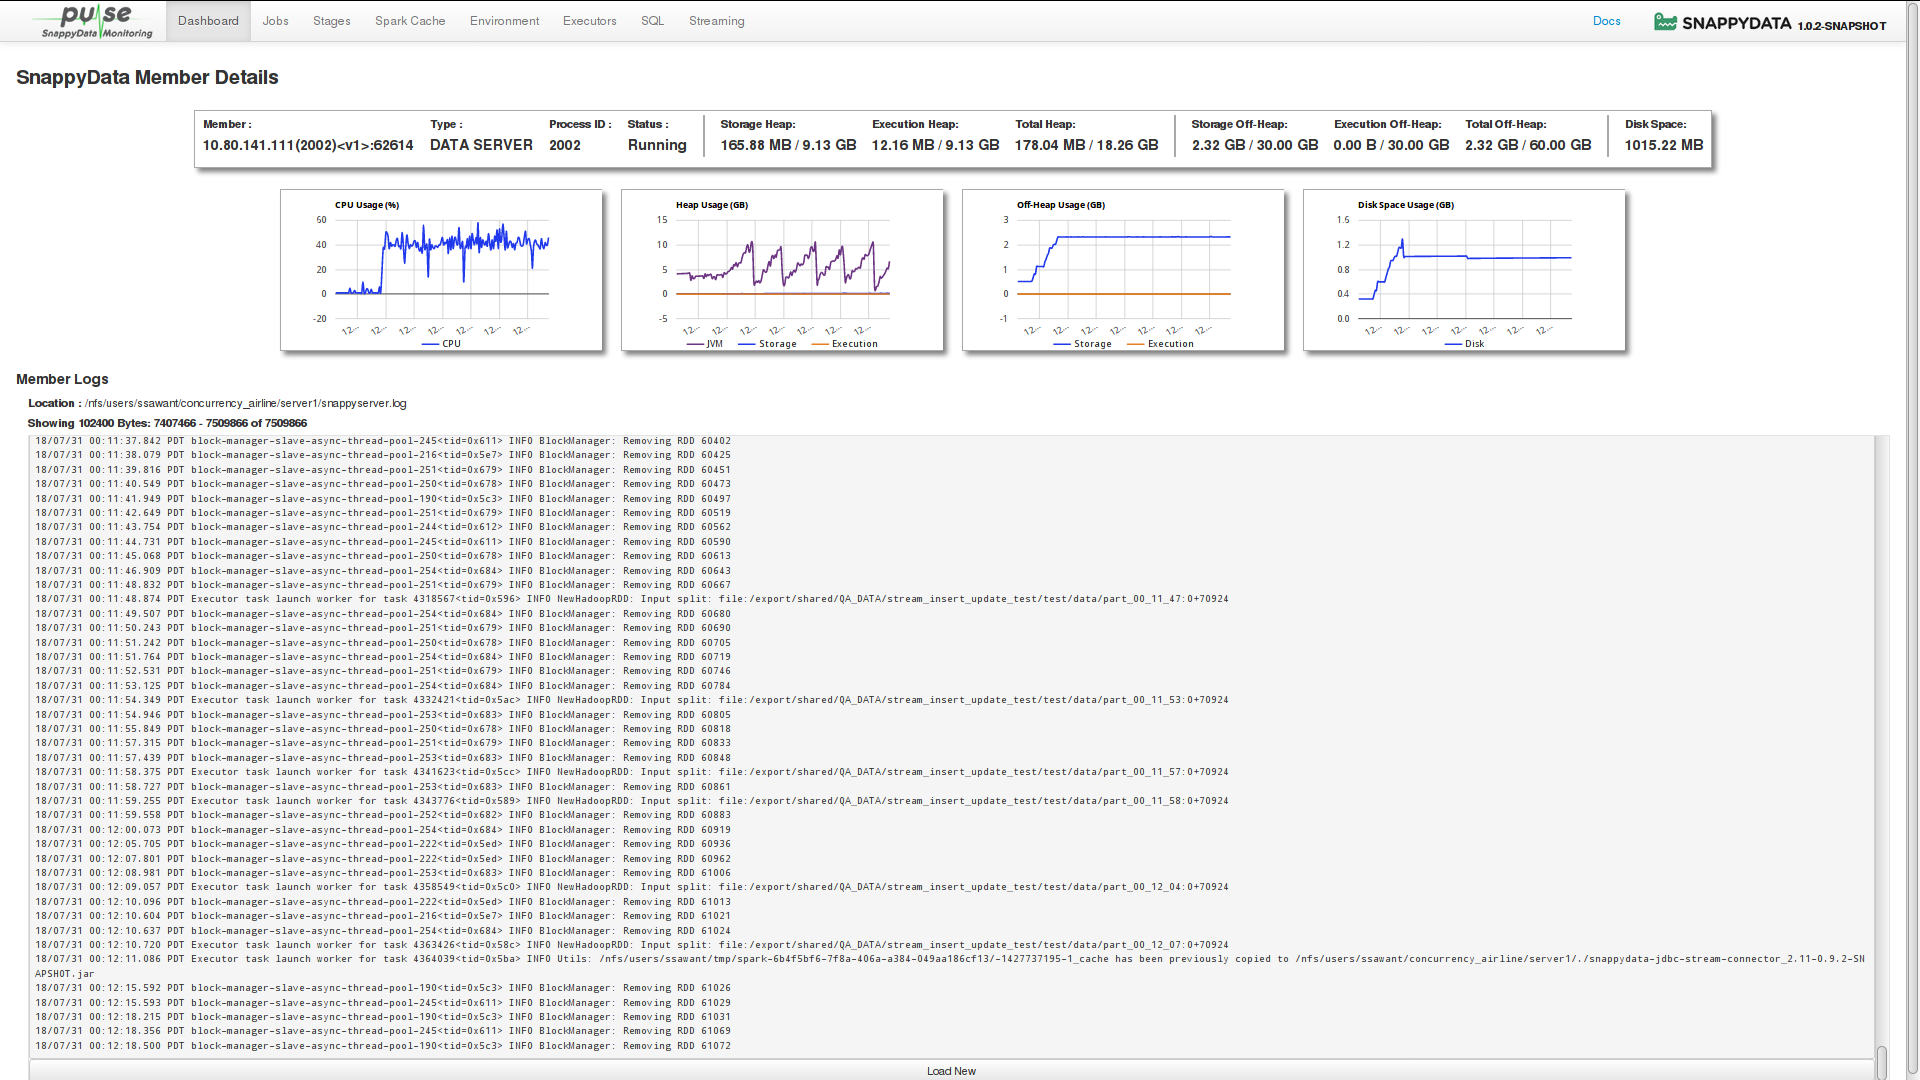 pulse
SnappyData Monitoring
Dashboard Jobs Stages Spark Cache Environment Executors SQL Streaming Docs SNAPPYDATA 1.0.2-SNAPSHOT
SnappyData Member Details
Member : Type : Process ID : Status : Storage Heap: Execution Heap: Total Heap: Storage Off-Heap: Execution Off-Heap: Total Off-Heap: Disk Space:
10.80.141.111(2002)<v1>:62614 DATA SERVER 2002 Running 165.88 MB / 9.13 GB 12.16 MB / 9.13 GB 178.04 MB / 18.26 GB 2.32 GB / 30.00 GB 0.00 B / 30.00 GB 2.32 GB / 60.00 GB 1015.22 MB
CPU Usage (%)
60
40
20
0
-20
12... 12... 12... 12... 12... 12... 12...
CPU
Heap Usage (GB)
15
10
5
0
-5
12... 12... 12... 12... 12... 12... 12...
JVM Storage Execution
Off-Heap Usage (GB)
3
2
1
0
-1
12... 12... 12... 12... 12... 12... 12...
Storage Execution
Disk Space Usage (GB)
1.6
1.2
0.8
0.4
0.0
12... 12... 12... 12... 12... 12... 12...
Disk
Member Logs
Location : /nfs/users/ssawant/concurrency_airline/server1/snappyserver.log
Showing 102400 Bytes: 7407466 - 7509866 of 7509866
18/07/31 00:11:37.842 PDT block-manager-slave-async-thread-pool-245<tid=0x611> INFO BlockManager: Removing RDD 60402
18/07/31 00:11:38.079 PDT block-manager-slave-async-thread-pool-216<tid=0x5e7> INFO BlockManager: Removing RDD 60425
18/07/31 00:11:39.816 PDT block-manager-slave-async-thread-pool-251<tid=0x679> INFO BlockManager: Removing RDD 60451
18/07/31 00:11:40.549 PDT block-manager-slave-async-thread-pool-250<tid=0x678> INFO BlockManager: Removing RDD 60473
18/07/31 00:11:41.949 PDT block-manager-slave-async-thread-pool-190<tid=0x5c3> INFO BlockManager: Removing RDD 60497
18/07/31 00:11:42.649 PDT block-manager-slave-async-thread-pool-251<tid=0x679> INFO BlockManager: Removing RDD 60519
18/07/31 00:11:43.754 PDT block-manager-slave-async-thread-pool-244<tid=0x612> INFO BlockManager: Removing RDD 60562
18/07/31 00:11:44.731 PDT block-manager-slave-async-thread-pool-245<tid=0x611> INFO BlockManager: Removing RDD 60590
18/07/31 00:11:45.068 PDT block-manager-slave-async-thread-pool-250<tid=0x678> INFO BlockManager: Removing RDD 60613
18/07/31 00:11:46.909 PDT block-manager-slave-async-thread-pool-254<tid=0x684> INFO BlockManager: Removing RDD 60643
18/07/31 00:11:48.832 PDT block-manager-slave-async-thread-pool-251<tid=0x679> INFO BlockManager: Removing RDD 60667
18/07/31 00:11:48.874 PDT Executor task launch worker for task 4318567<tid=0x596> INFO NewHadoopRDD: Input split: file:/export/shared/QA_DATA/stream_insert_update_test/test/data/part_00_11_47:0+70924
18/07/31 00:11:49.507 PDT block-manager-slave-async-thread-pool-254<tid=0x684> INFO BlockManager: Removing RDD 60680
18/07/31 00:11:50.243 PDT block-manager-slave-async-thread-pool-251<tid=0x679> INFO BlockManager: Removing RDD 60690
18/07/31 00:11:51.242 PDT block-manager-slave-async-thread-pool-250<tid=0x678> INFO BlockManager: Removing RDD 60705
18/07/31 00:11:51.764 PDT block-manager-slave-async-thread-pool-254<tid=0x684> INFO BlockManager: Removing RDD 60719
18/07/31 00:11:52.531 PDT block-manager-slave-async-thread-pool-251<tid=0x679> INFO BlockManager: Removing RDD 60746
18/07/31 00:11:53.125 PDT block-manager-slave-async-thread-pool-254<tid=0x684> INFO BlockManager: Removing RDD 60784
18/07/31 00:11:54.349 PDT Executor task launch worker for task 4332421<tid=0x5ac> INFO NewHadoopRDD: Input split: file:/export/shared/QA_DATA/stream_insert_update_test/test/data/part_00_11_53:0+70924
18/07/31 00:11:54.946 PDT block-manager-slave-async-thread-pool-253<tid=0x683> INFO BlockManager: Removing RDD 60805
18/07/31 00:11:55.849 PDT block-manager-slave-async-thread-pool-250<tid=0x678> INFO BlockManager: Removing RDD 60818
18/07/31 00:11:57.315 PDT block-manager-slave-async-thread-pool-251<tid=0x679> INFO BlockManager: Removing RDD 60833
18/07/31 00:11:57.439 PDT block-manager-slave-async-thread-pool-253<tid=0x683> INFO BlockManager: Removing RDD 60848
18/07/31 00:11:58.375 PDT Executor task launch worker for task 4341623<tid=0x5cc> INFO NewHadoopRDD: Input split: file:/export/shared/QA_DATA/stream_insert_update_test/test/data/part_00_11_57:0+70924
18/07/31 00:11:58.727 PDT block-manager-slave-async-thread-pool-253<tid=0x683> INFO BlockManager: Removing RDD 60861
18/07/31 00:11:59.255 PDT Executor task launch worker for task 4343776<tid=0x589> INFO NewHadoopRDD: Input split: file:/export/shared/QA_DATA/stream_insert_update_test/test/data/part_00_11_58:0+70924
18/07/31 00:11:59.558 PDT block-manager-slave-async-thread-pool-252<tid=0x682> INFO BlockManager: Removing RDD 60883
18/07/31 00:12:00.073 PDT block-manager-slave-async-thread-pool-254<tid=0x684> INFO BlockManager: Removing RDD 60919
18/07/31 00:12:05.705 PDT block-manager-slave-async-thread-pool-222<tid=0x5ed> INFO BlockManager: Removing RDD 60936
18/07/31 00:12:07.801 PDT block-manager-slave-async-thread-pool-222<tid=0x5ed> INFO BlockManager: Removing RDD 60962
18/07/31 00:12:08.981 PDT block-manager-slave-async-thread-pool-253<tid=0x683> INFO BlockManager: Removing RDD 61006
18/07/31 00:12:09.057 PDT Executor task launch worker for task 4358549<tid=0x5c0> INFO NewHadoopRDD: Input split: file:/export/shared/QA_DATA/stream_insert_update_test/test/data/part_00_12_04:0+70924
18/07/31 00:12:10.096 PDT block-manager-slave-async-thread-pool-222<tid=0x5ed> INFO BlockManager: Removing RDD 61013
18/07/31 00:12:10.604 PDT block-manager-slave-async-thread-pool-216<tid=0x5e7> INFO BlockManager: Removing RDD 61021
18/07/31 00:12:10.637 PDT block-manager-slave-async-thread-pool-254<tid=0x684> INFO BlockManager: Removing RDD 61024
18/07/31 00:12:10.720 PDT Executor task launch worker for task 4363426<tid=0x58c> INFO NewHadoopRDD: Input split: file:/export/shared/QA_DATA/stream_insert_update_test/test/data/part_00_12_07:0+70924
18/07/31 00:12:11.086 PDT Executor task launch worker for task 4364039<tid=0x5ba> INFO Utils: /nfs/users/ssawant/tmp/spark-6b4f5bf6-7f8a-406a-a384-049aa186cf13/-1427737195-1_cache has been previously copied to /nfs/users/ssawant/concurrency_airline/server1/./snappydata-jdbc-stream-connector_2.11-0.9.2-SN
APSHOT.jar
18/07/31 00:12:15.592 PDT block-manager-slave-async-thread-pool-190<tid=0x5c3> INFO BlockManager: Removing RDD 61026
18/07/31 00:12:15.593 PDT block-manager-slave-async-thread-pool-245<tid=0x611> INFO BlockManager: Removing RDD 61029
18/07/31 00:12:18.215 PDT block-manager-slave-async-thread-pool-190<tid=0x5c3> INFO BlockManager: Removing RDD 61031
18/07/31 00:12:18.356 PDT block-manager-slave-async-thread-pool-245<tid=0x611> INFO BlockManager: Removing RDD 61069
18/07/31 00:12:18.500 PDT block-manager-slave-async-thread-pool-190<tid=0x5c3> INFO BlockManager: Removing RDD 61072
Load New